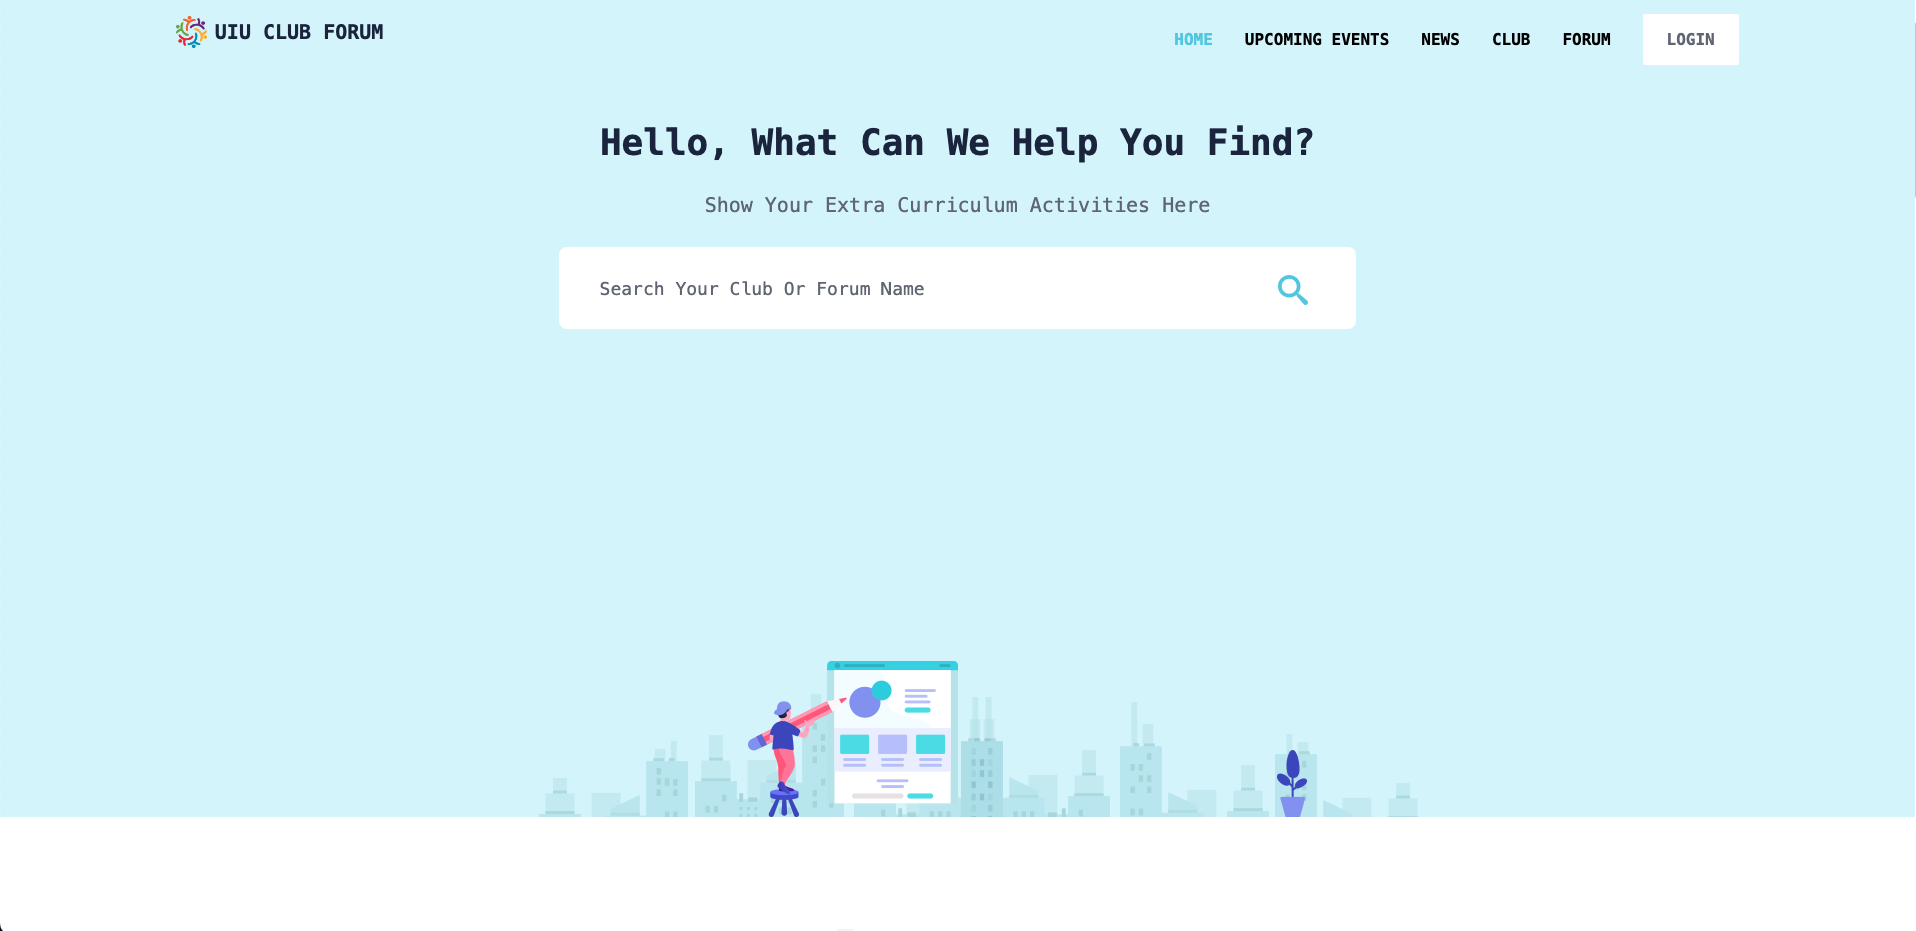 UIU CLUB FORUM
HOME UPCOMING EVENTS NEWS CLUB FORUM LOGIN
Hello, What Can We Help You Find?
Show Your Extra Curriculum Activities Here
Search Your Club Or Forum Name